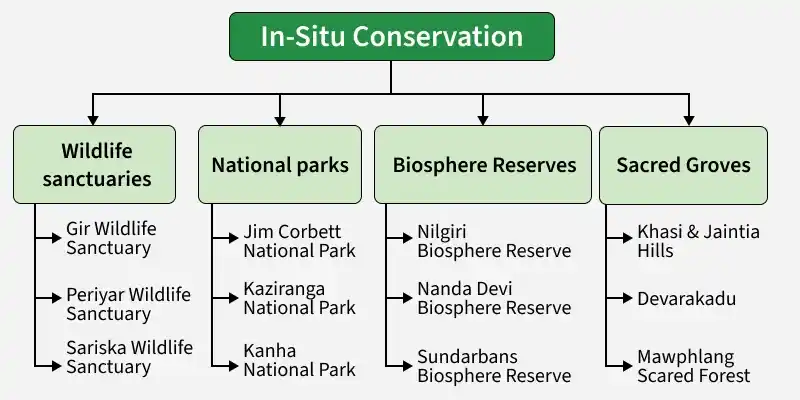 In-Situ Conservation
Wildlife
sanctuaries
Gir Wildlife
Sanctuary
Periyar Wildlife
Sanctuary
Sariska Wildlife
Sanctuary
National parks
Jim Corbett
National Park
Kaziranga
National Park
Kanha
National Park
Biosphere Reserves
Nilgiri
Biosphere Reserve
Nanda Devi
Biosphere Reserve
Sundarbans
Biosphere Reserve
Sacred Groves
Khasi & Jaintia
Hills
Devarakadu
Mawphlang
Scared Forest